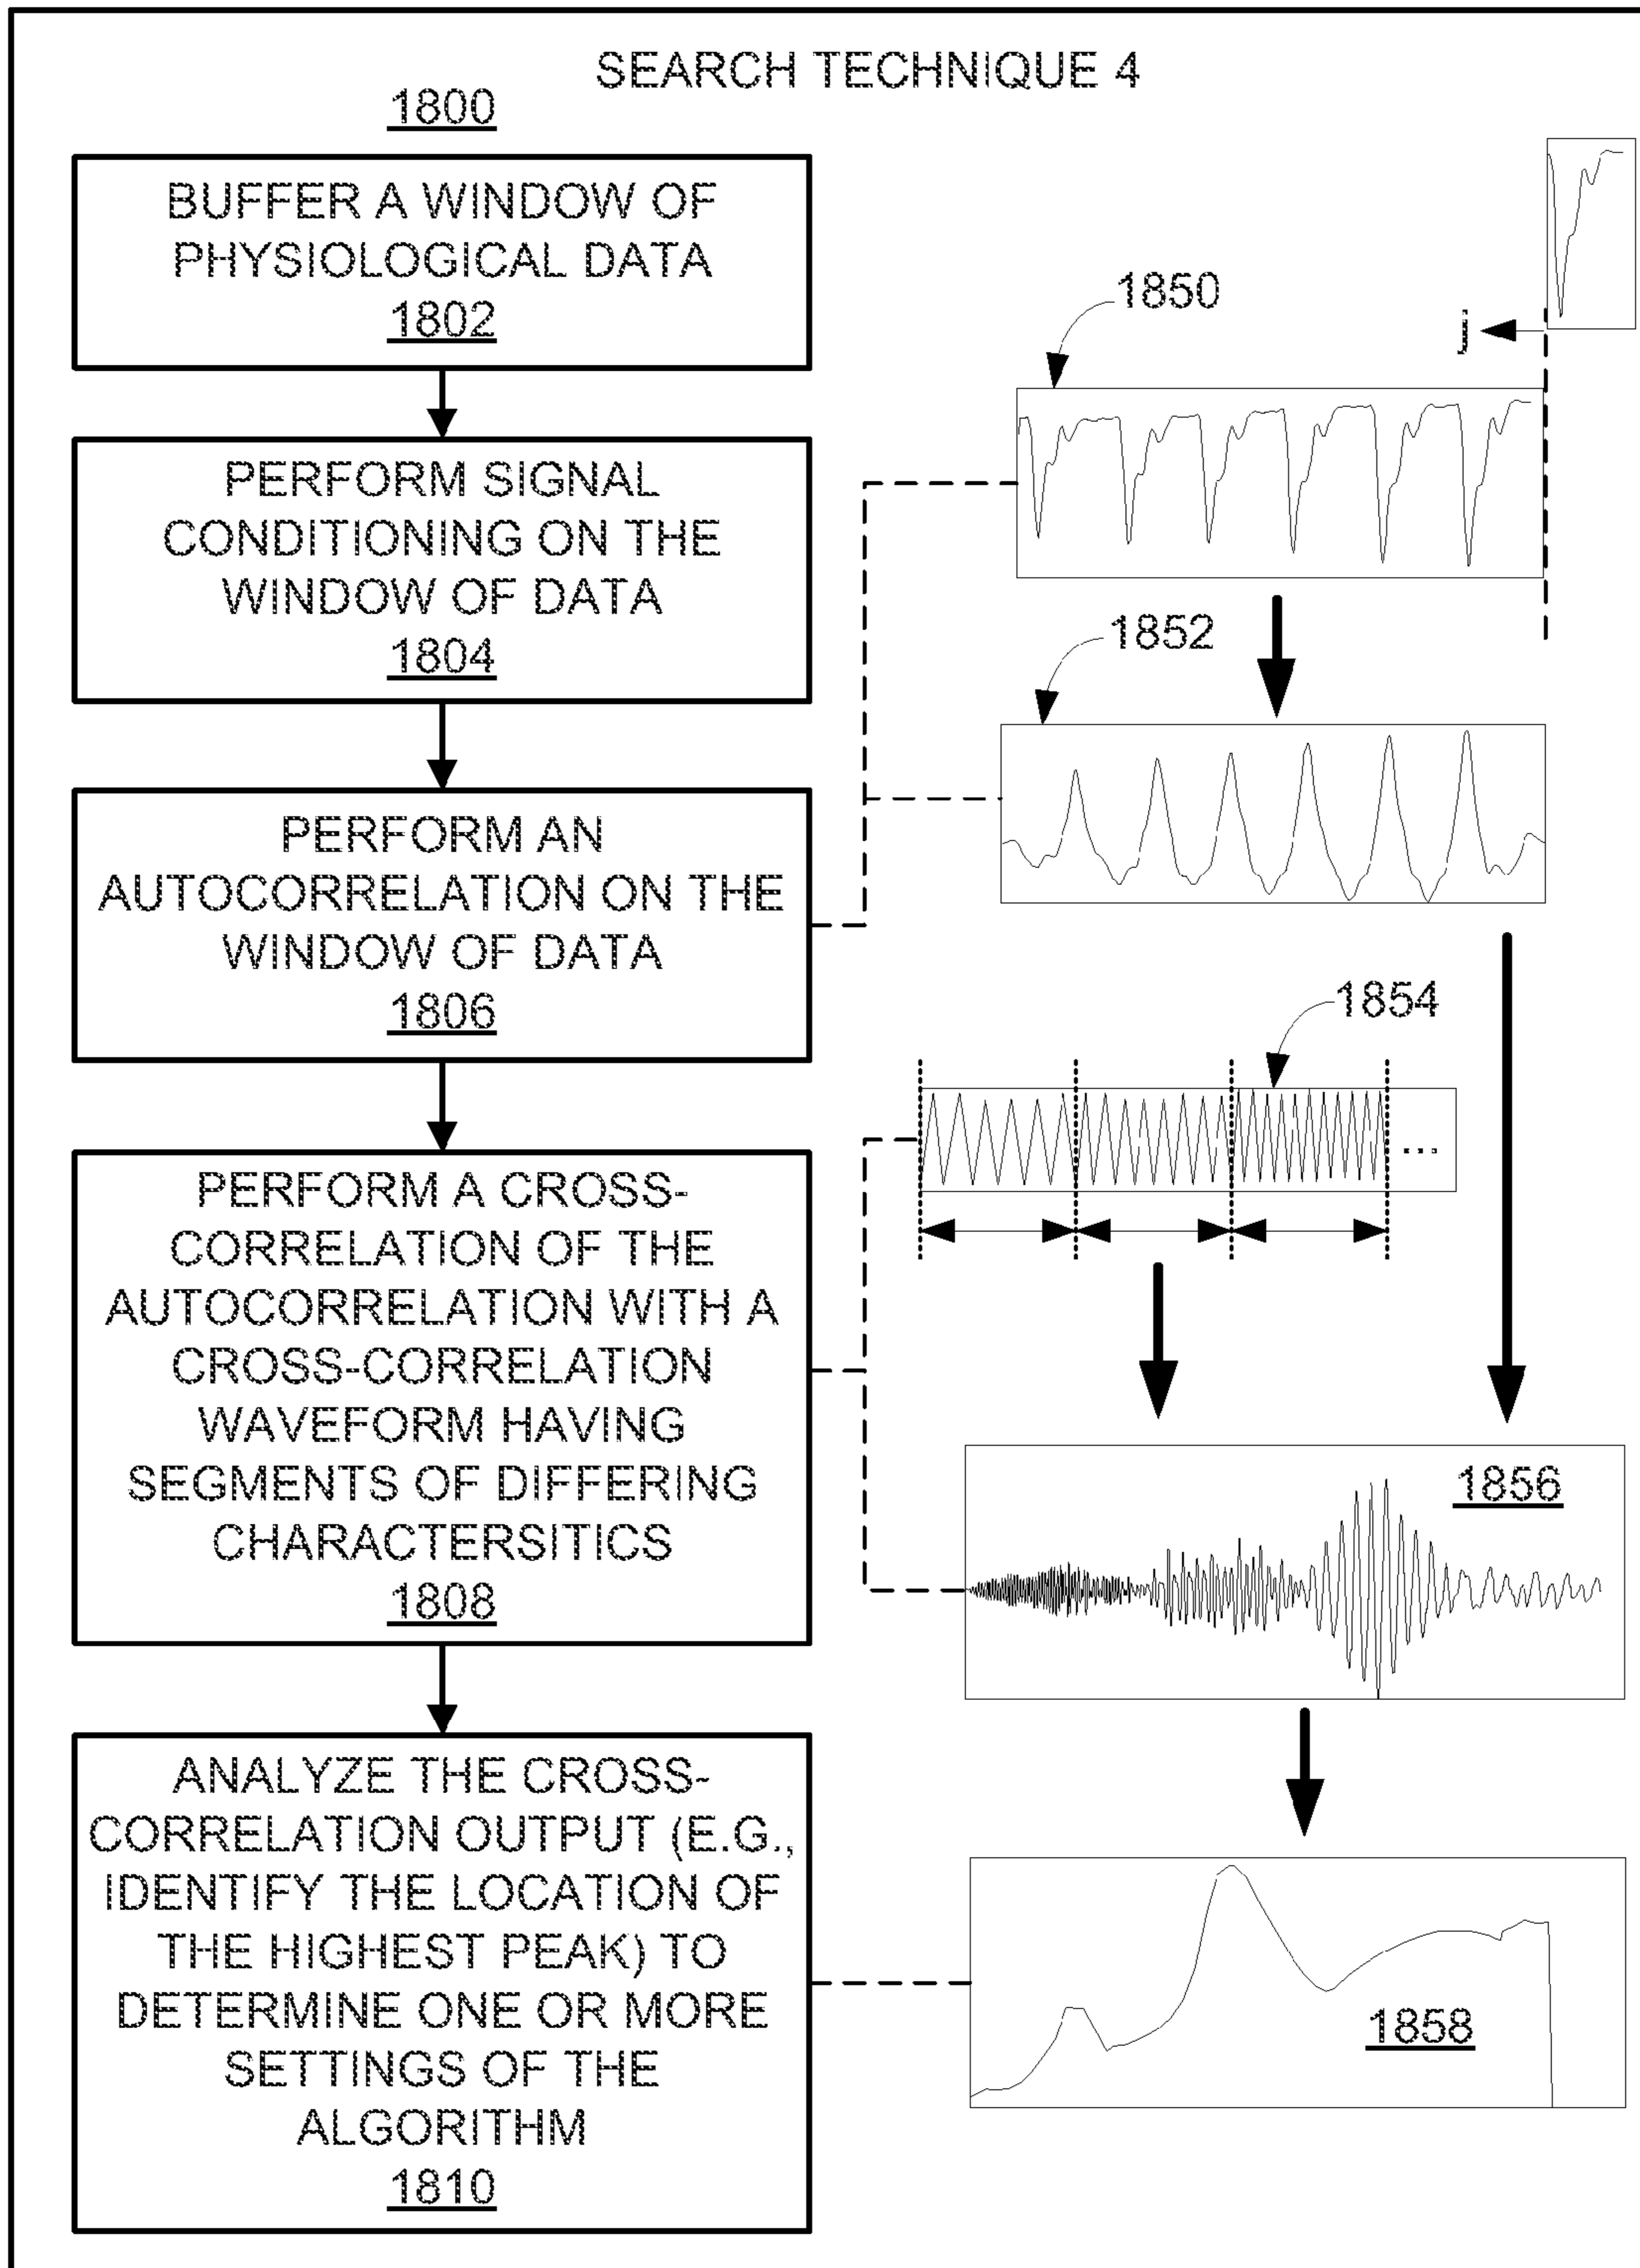 SEARCH TECHNIQUE 4
1800
BUFFER A WINDOW OF
PHYSIOLOGICAL DATA
1802
PERFORM SIGNAL
CONDITIONING ON THE
WINDOW OF DATA
1804
PERFORM AN
AUTOCORRELATION ON THE
WINDOW OF DATA
1806
PERFORM A CROSS-
CORRELATION OF THE
AUTOCORRELATION WITH A
CROSS-CORRELATION
WAVEFORM HAVING
SEGMENTS OF DIFFERING
CHARACTERSITICS
1808
ANALYZE THE CROSS-
CORRELATION OUTPUT (E.G.,
IDENTIFY THE LOCATION OF
THE HIGHEST PEAK) TO
DETERMINE ONE OR MORE
SETTINGS OF THE
ALGORITHM
1810
1850
j
1852
1854
...
1856
1858